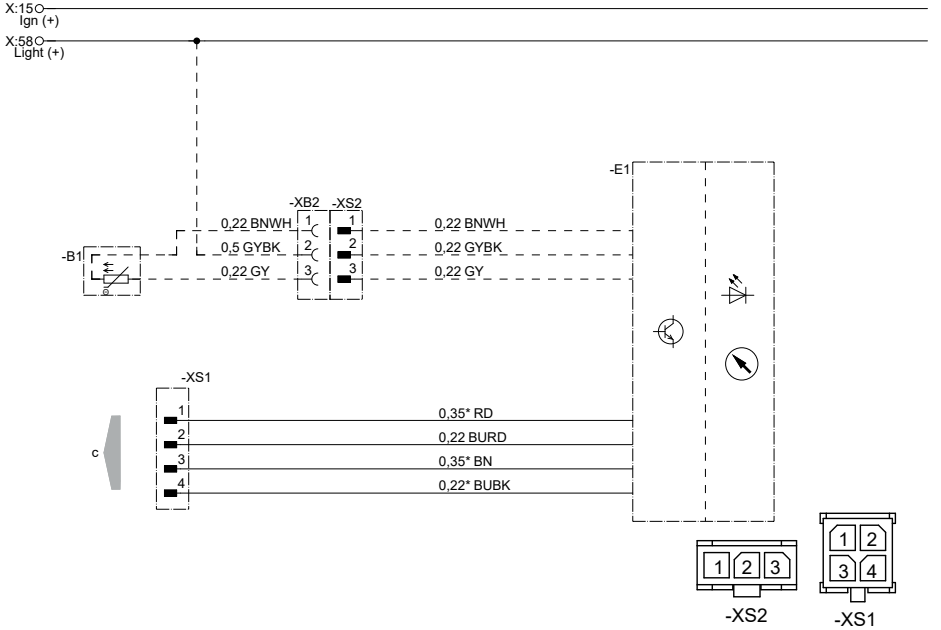 X:15
Ign (+)
X:58
Light (+)
-E1
-XB2 -XS2
0,22 BNWH 1 1 0,22 BNWH
0,5 GYBK 2 2 0,22 GYBK
-B1
0,22 GY 3 3 0,22 GY
-XS1
1 0,35* RD
2 0,22 BURD
c
3 0,35* BN
4 0,22* BUBK
1 2
1 2 3
3 4
-XS2
-XS1